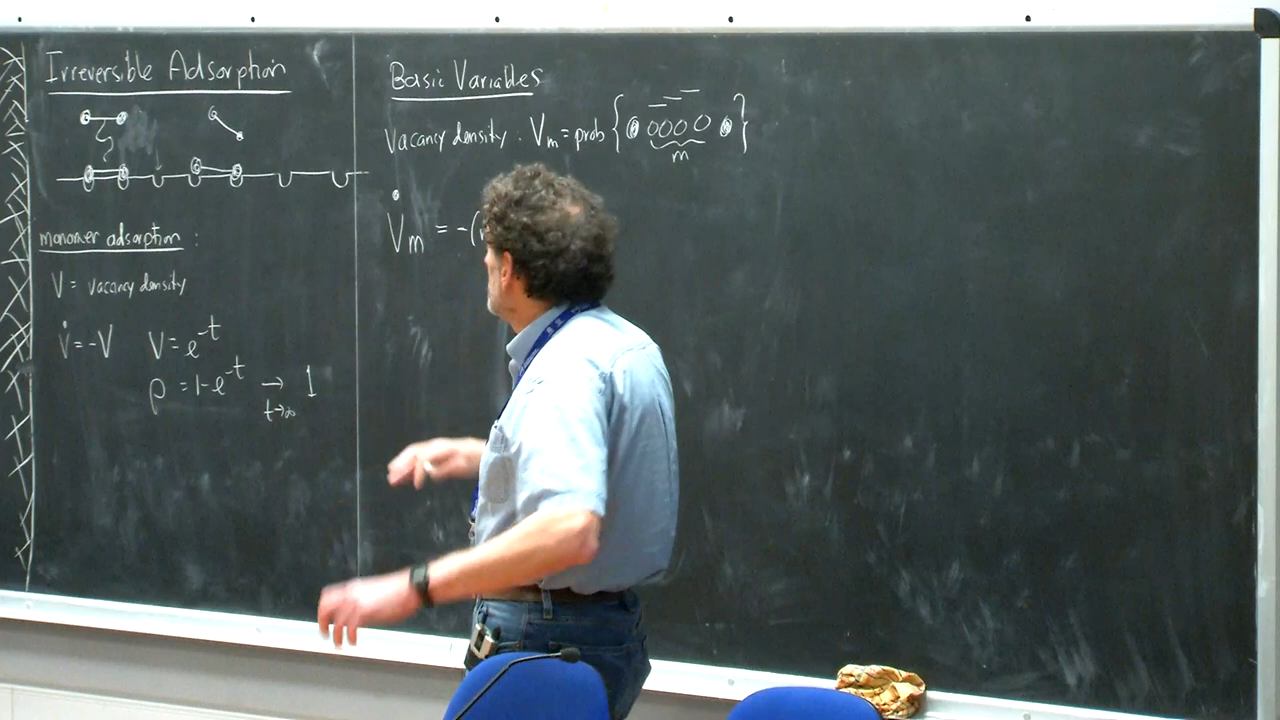 Irreversible Adsorption
monomer adsorption :
V = vacancy density
V̇ = -V    V = e^-t
ρ = 1 - e^-t → 1
t→∞
Basic Variables
Vacancy density : V_m = prob { ● 0000 ● }
m
V̇_m = -(